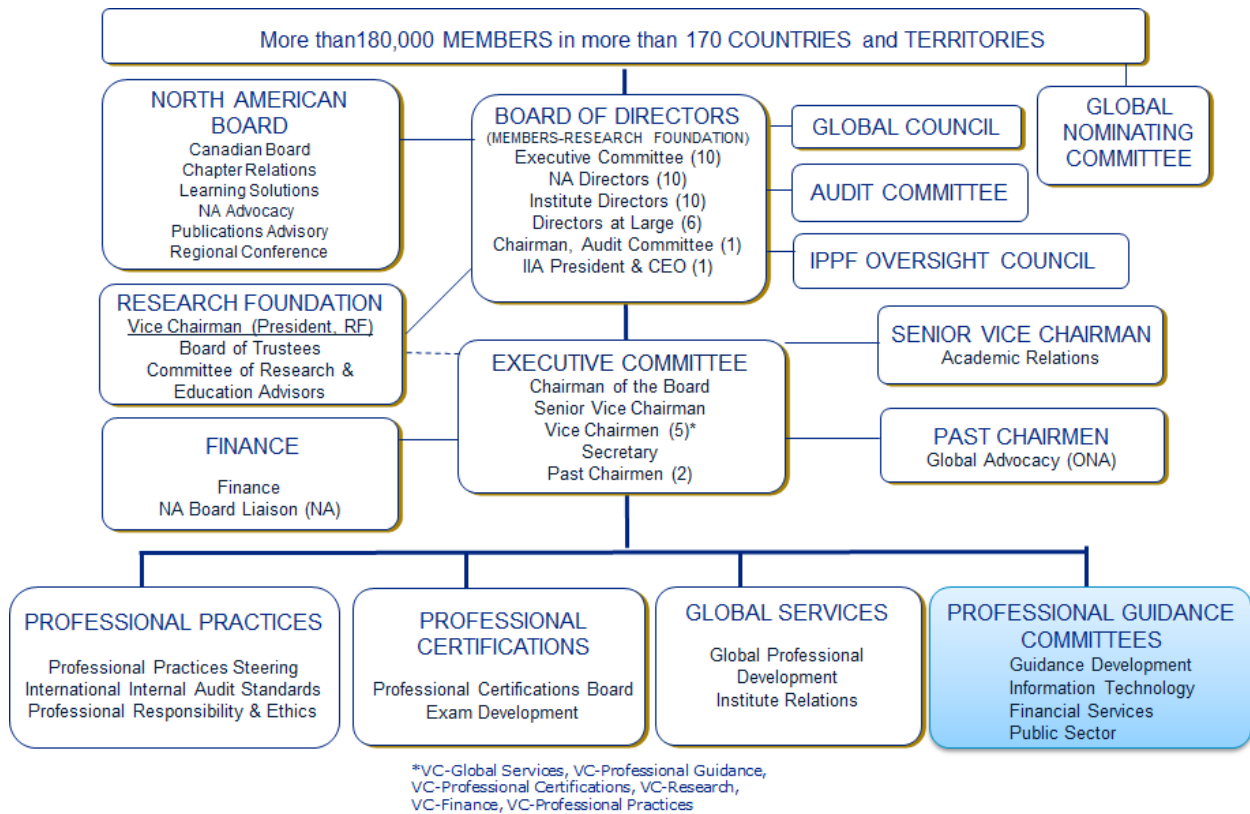 More than180,000 MEMBERS in more than 170 COUNTRIES and TERRITORIES
NORTH AMERICAN
BOARD
Canadian Board
Chapter Relations
Learning Solutions
NA Advocacy
Publications Advisory
Regional Conference
BOARD OF DIRECTORS
(MEMBERS-RESEARCH FOUNDATION)
Executive Committee (10)
NA Directors (10)
Institute Directors (10)
Directors at Large (6)
Chairman, Audit Committee (1)
IIA President & CEO (1)
GLOBAL COUNCIL
AUDIT COMMITTEE
IPPF OVERSIGHT COUNCIL
GLOBAL
NOMINATING
COMMITTEE
RESEARCH FOUNDATION
Vice Chairman (President, RF)
Board of Trustees
Committee of Research &
Education Advisors
EXECUTIVE COMMITTEE
Chairman of the Board
Senior Vice Chairman
Vice Chairmen (5)*
Secretary
Past Chairmen (2)
SENIOR VICE CHAIRMAN
Academic Relations
FINANCE
Finance
NA Board Liaison (NA)
PAST CHAIRMEN
Global Advocacy (ONA)
PROFESSIONAL PRACTICES
Professional Practices Steering
International Internal Audit Standards
Professional Responsibility & Ethics
PROFESSIONAL
CERTIFICATIONS
Professional Certifications Board
Exam Development
GLOBAL SERVICES
Global Professional
Development
Institute Relations
PROFESSIONAL GUIDANCE
COMMITTEES
Guidance Development
Information Technology
Financial Services
Public Sector
*VC-Global Services, VC-Professional Guidance,
VC-Professional Certifications, VC-Research,
VC-Finance, VC-Professional Practices